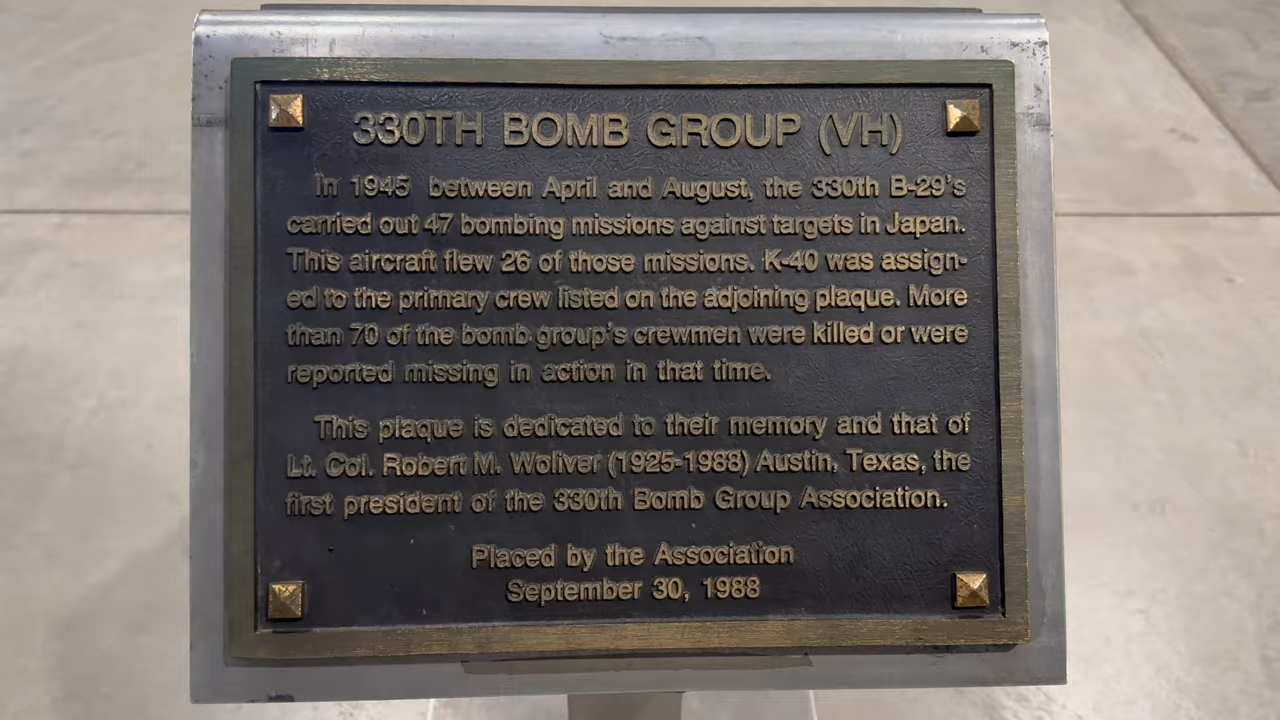 330TH BOMB GROUP (VH)
In 1945 between April and August, the 330th B-29's
carried out 47 bombing missions against targets in Japan.
This aircraft flew 26 of those missions. K-40 was assign-
ed to the primary crew listed on the adjoining plaque. More
than 70 of the bomb group's crewmen were killed or were
reported missing in action in that time.
This plaque is dedicated to their memory and that of
Lt. Col. Robert M. Woliver (1925-1988) Austin, Texas, the
first president of the 330th Bomb Group Association.
Placed by the Association
September 30, 1988